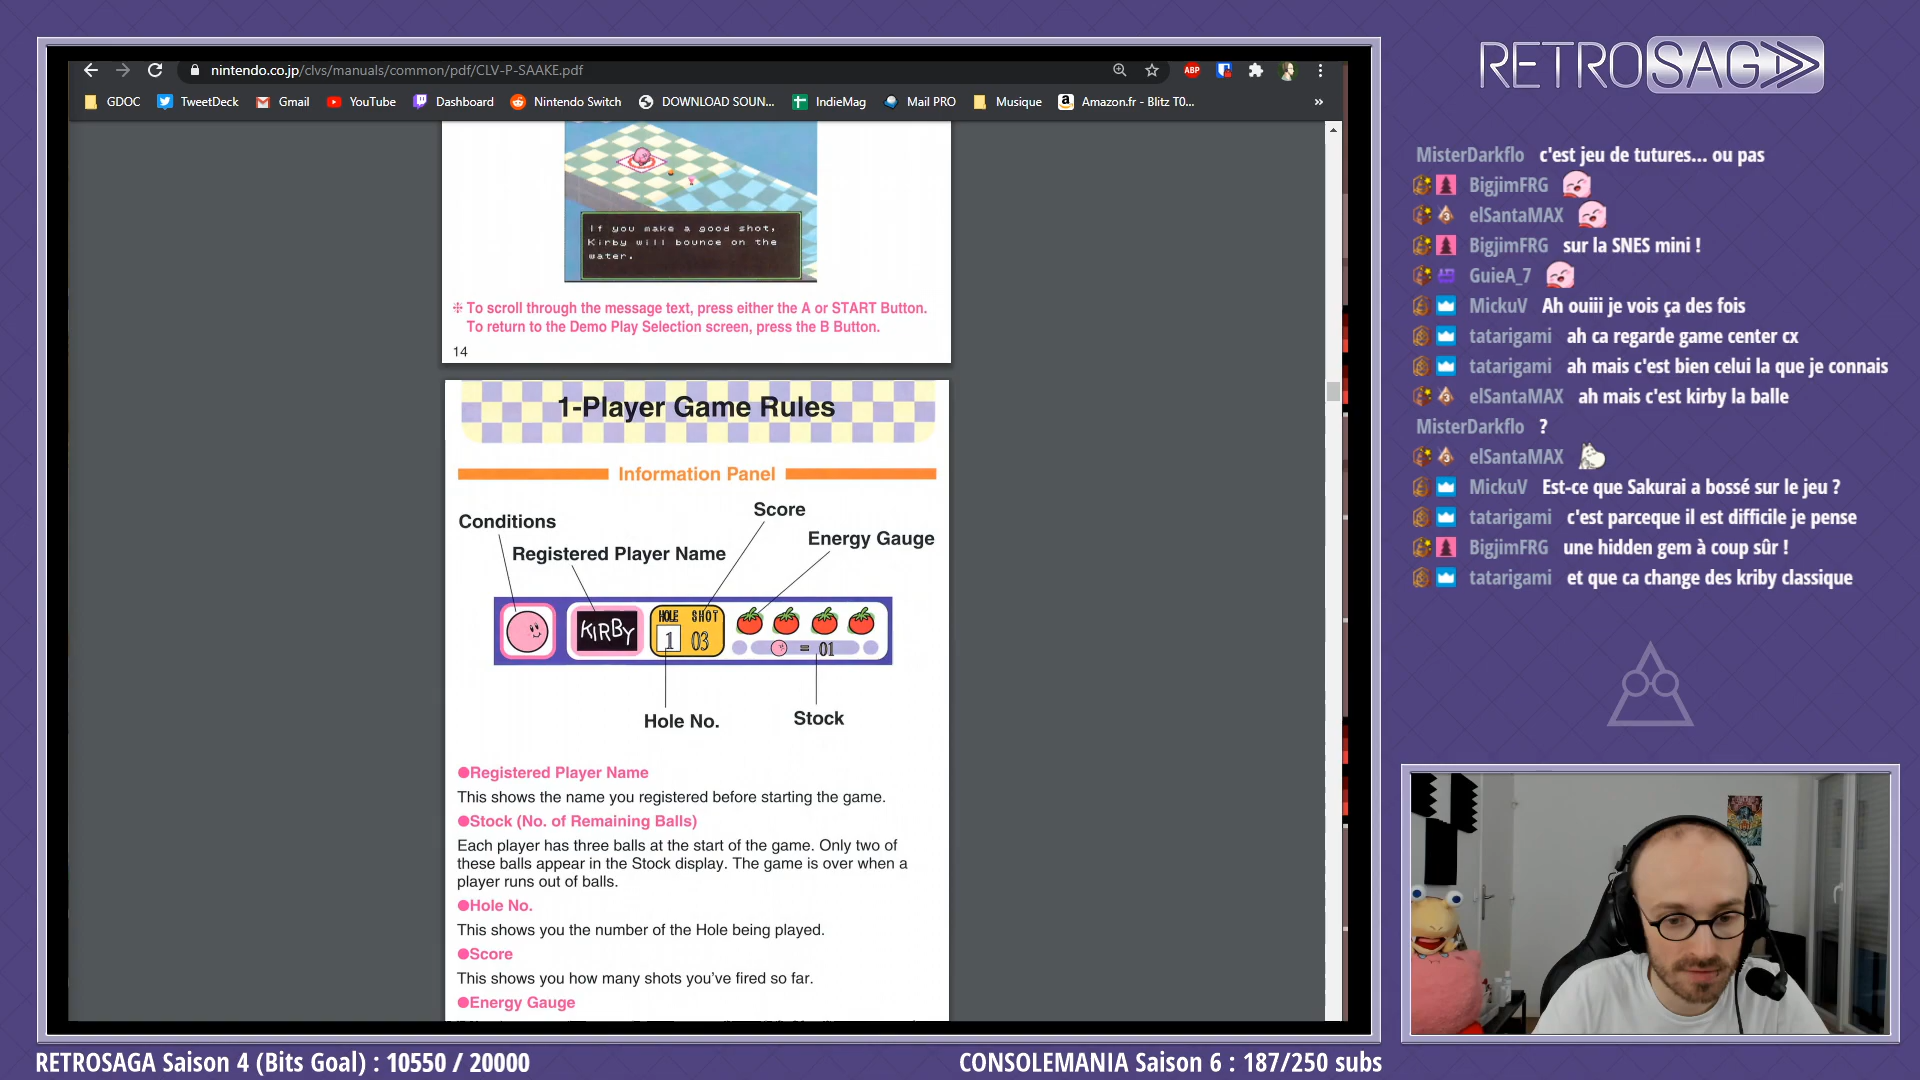 RETROSAGA
nintendo.co.jp/clvs/manuals/common/pdf/CLV-P-SAAKE.pdf
ABP
GDOC TweetDeck Gmail YouTube Dashboard Nintendo Switch DOWNLOAD SOUN... IndieMag Mail PRO Musique Amazon.fr - Blitz T0... »
If you make a good shot,
Kirby will bounce on the
water.
❉ To scroll through the message text, press either the A or START Button.
To return to the Demo Play Selection screen, press the B Button.
14
1-Player Game Rules
Information Panel
Score
Conditions
Energy Gauge
Registered Player Name
HOLE SHOT
KIRBY 1 03
= 01
Hole No. Stock
●Registered Player Name
This shows the name you registered before starting the game.
●Stock (No. of Remaining Balls)
Each player has three balls at the start of the game. Only two of
these balls appear in the Stock display. The game is over when a
player runs out of balls.
●Hole No.
This shows you the number of the Hole being played.
●Score
This shows you how many shots you've fired so far.
●Energy Gauge
MisterDarkflo c'est jeu de tutures... ou pas
BigjimFRG
3 elSantaMAX
BigjimFRG sur la SNES mini !
GuieA_7
MickuV Ah ouiii je vois ça des fois
tatarigami ah ca regarde game center cx
tatarigami ah mais c'est bien celui la que je connais
3 elSantaMAX ah mais c'est kirby la balle
MisterDarkflo ?
3 elSantaMAX
MickuV Est-ce que Sakurai a bossé sur le jeu ?
tatarigami c'est parceque il est difficile je pense
BigjimFRG une hidden gem à coup sûr !
tatarigami et que ca change des kriby classique
RETROSAGA Saison 4 (Bits Goal) : 10550 / 20000
CONSOLEMANIA Saison 6 : 187/250 subs